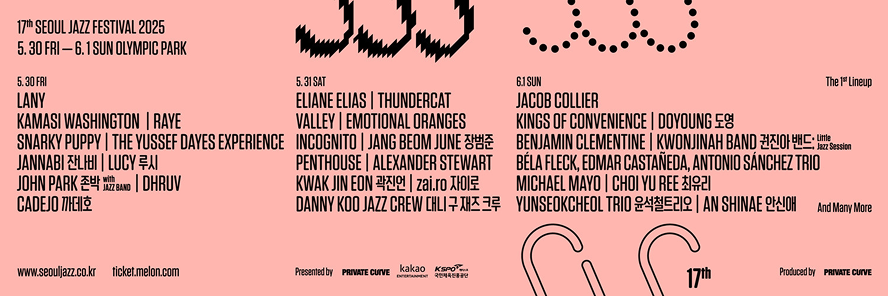 17th SEOUL JAZZ FESTIVAL 2025
5. 30 FRI — 6. 1 SUN OLYMPIC PARK
5. 30 FRI
LANY
KAMASI WASHINGTON | RAYE
SNARKY PUPPY | THE YUSSEF DAYES EXPERIENCE
JANNABI 잔나비 | LUCY 루시
JOHN PARK 존박 with JAZZ BAND | DHRUV
CADEJO 까데호
5. 31 SAT
ELIANE ELIAS | THUNDERCAT
VALLEY | EMOTIONAL ORANGES
INCOGNITO | JANG BEOM JUNE 장범준
PENTHOUSE | ALEXANDER STEWART
KWAK JIN EON 곽진언 | zai.ro 자이로
DANNY KOO JAZZ CREW 대니 구 재즈 크루
6.1 SUN
The 1st Lineup
JACOB COLLIER
KINGS OF CONVENIENCE | DOYOUNG 도영
BENJAMIN CLEMENTINE | KWONJINAH BAND 권진아 밴드: Little Jazz Session
BÉLA FLECK, EDMAR CASTAÑEDA, ANTONIO SÁNCHEZ TRIO
MICHAEL MAYO | CHOI YU REE 최유리
YUNSEOKCHEOL TRIO 윤석철트리오 | AN SHINAE 안신애
And Many More
www.seouljazz.co.kr
ticket.melon.com
Presented by PRIVATE CURVE
kakao
ENTERTAINMENT
KSPO
국민체육진흥공단
17th
Produced by PRIVATE CURVE